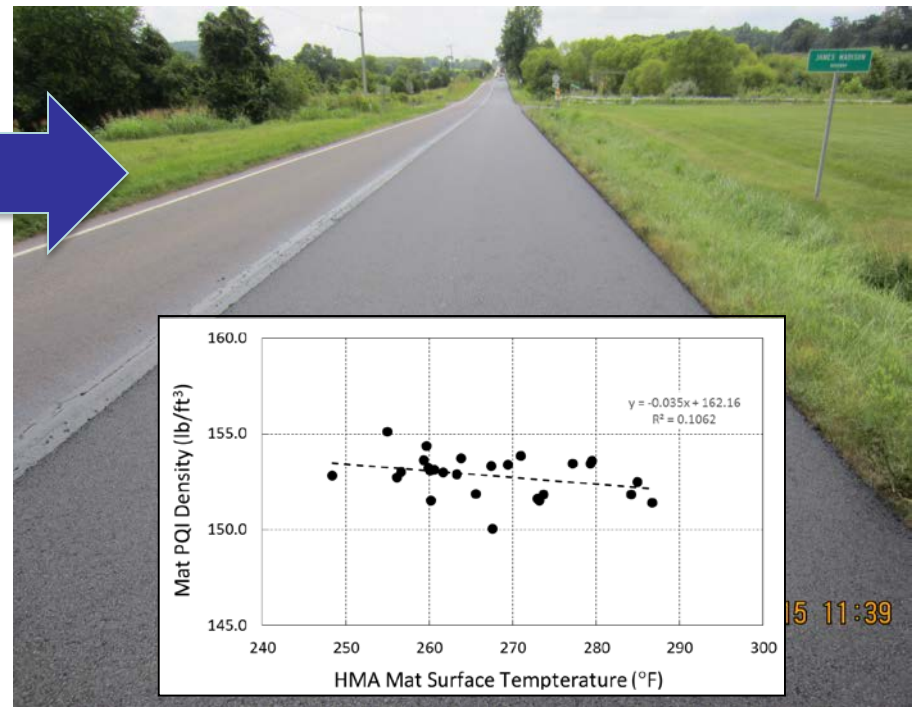 JAMES MADISON
160.0
155.0
150.0
145.0
Mat PQI Density (lb/ft³)
y = -0.035x + 162.16
R² = 0.1062
240 250 260 270 280 290 300
HMA Mat Surface Tempterature (°F)
15 11:39